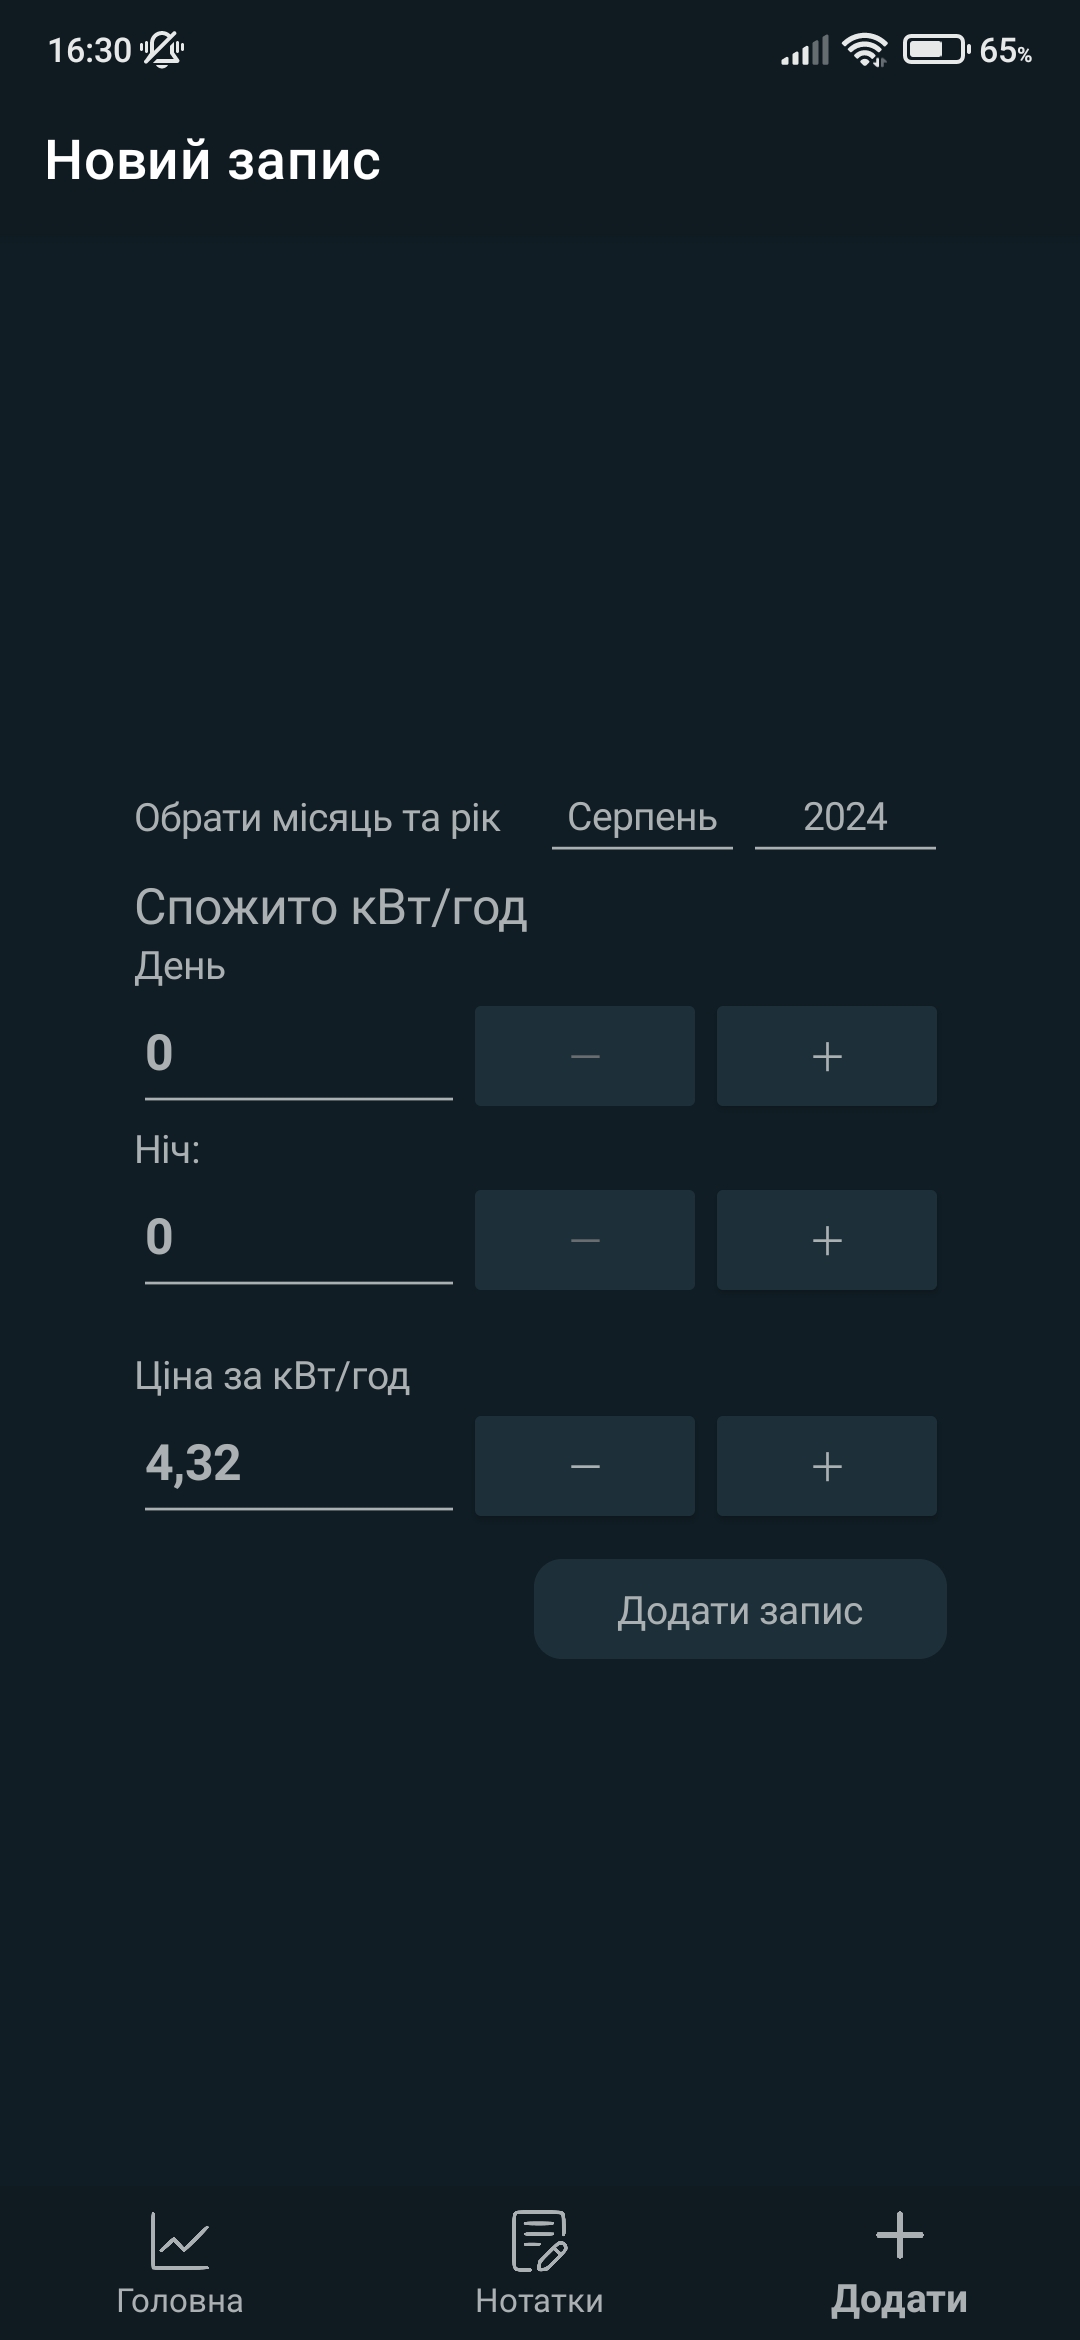 16:30 65%
Новий запис
Обрати місяць та рік Серпень 2024
Спожито кВт/год
День
0 − +
Ніч:
0 − +
Ціна за кВт/год
4,32 − +
Додати запис
Головна Нотатки Додати